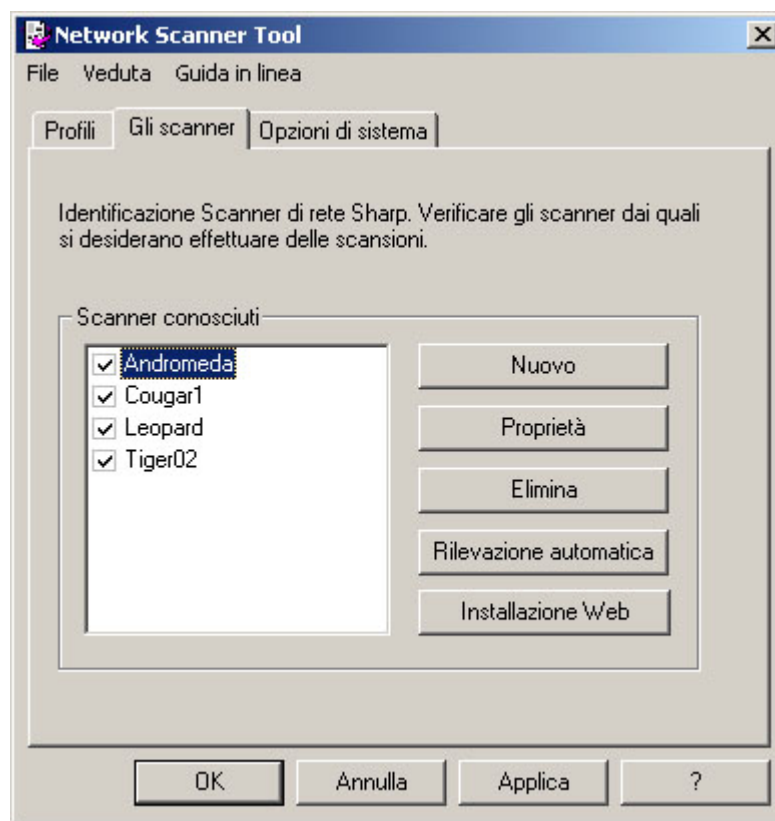 Network Scanner Tool
File Veduta Guida in linea
Profili Gli scanner Opzioni di sistema
Identificazione Scanner di rete Sharp. Verificare gli scanner dai quali
si desiderano effettuare delle scansioni.
Scanner conosciuti
Andromeda
Cougar1
Leopard
Tiger02
Nuovo
Proprietà
Elimina
Rilevazione automatica
Installazione Web
OK Annulla Applica ?